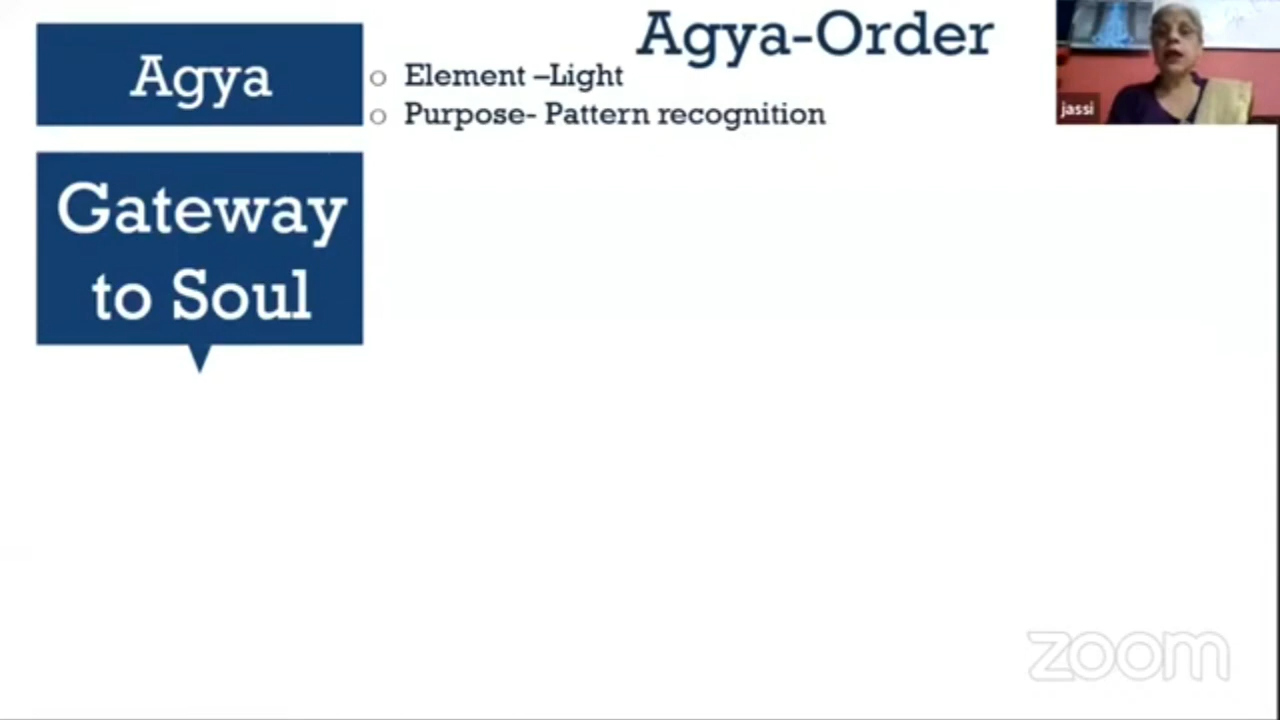 Agya-Order
Agya
o Element –Light
o Purpose- Pattern recognition
Gateway
to Soul
jassi
zoom